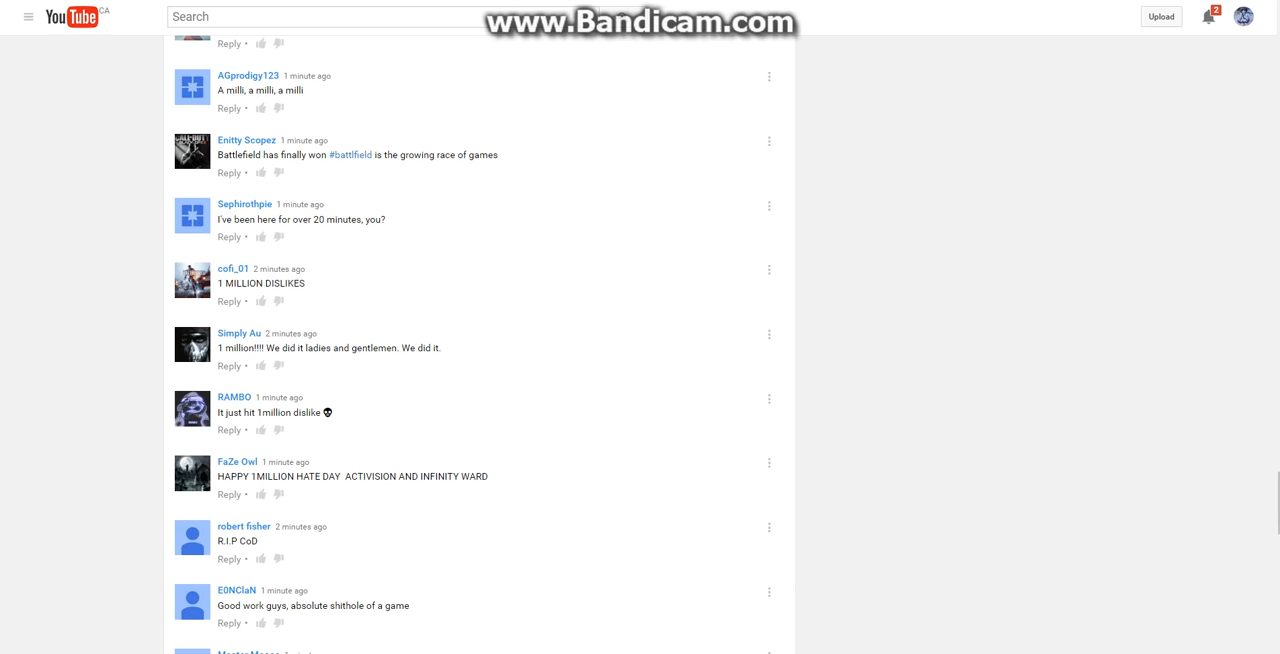 YouTube CA
Search
www.Bandicam.com
Upload
2
Reply •
AGprodigy123 1 minute ago
A milli, a milli, a milli
Reply •
Enitty Scopez 1 minute ago
Battlefield has finally won #battlfield is the growing race of games
Reply •
Sephirothpie 1 minute ago
I've been here for over 20 minutes, you?
Reply •
cofi_01 2 minutes ago
1 MILLION DISLIKES
Reply •
Simply Au 2 minutes ago
1 million!!!! We did it ladies and gentlemen. We did it.
Reply •
RAMBO 1 minute ago
It just hit 1million dislike 💀
Reply •
FaZe Owl 1 minute ago
HAPPY 1MILLION HATE DAY  ACTIVISION AND INFINITY WARD
Reply •
robert fisher 2 minutes ago
R.I.P CoD
Reply •
E0NClaN 1 minute ago
Good work guys, absolute shithole of a game
Reply •